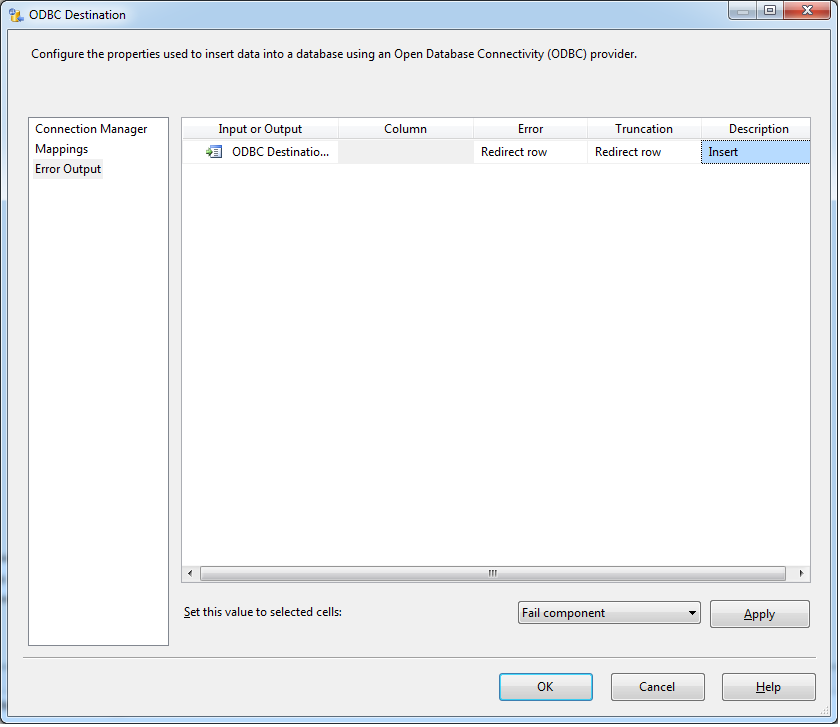 ODBC Destination
Configure the properties used to insert data into a database using an Open Database Connectivity (ODBC) provider.
Connection Manager
Mappings
Error Output
Input or Output Column Error Truncation Description
ODBC Destinatio... Redirect row Redirect row Insert
Set this value to selected cells: Fail component Apply
OK Cancel Help